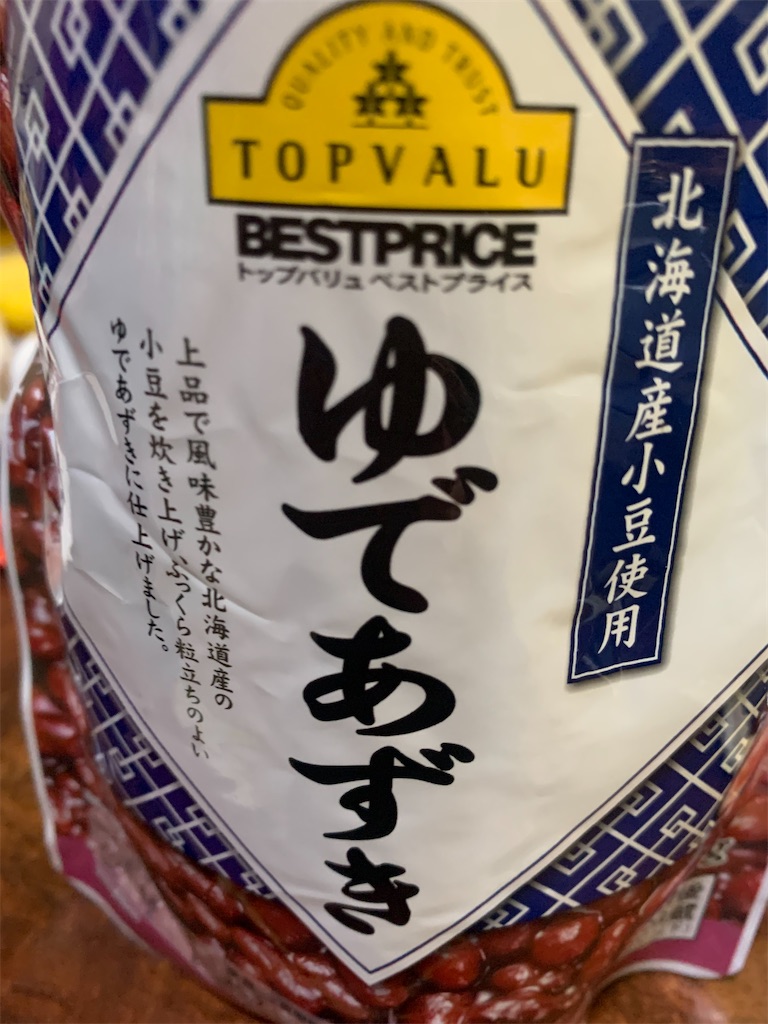 QUALITY AND TRUST
TOPVALU
BESTPRICE
トップバリュ ベストプライス
北海道産小豆使用
ゆであずき
上品で風味豊かな北海道産の
小豆を炊き上げふっくら粒立ちのよい
ゆであずきに仕上げました。